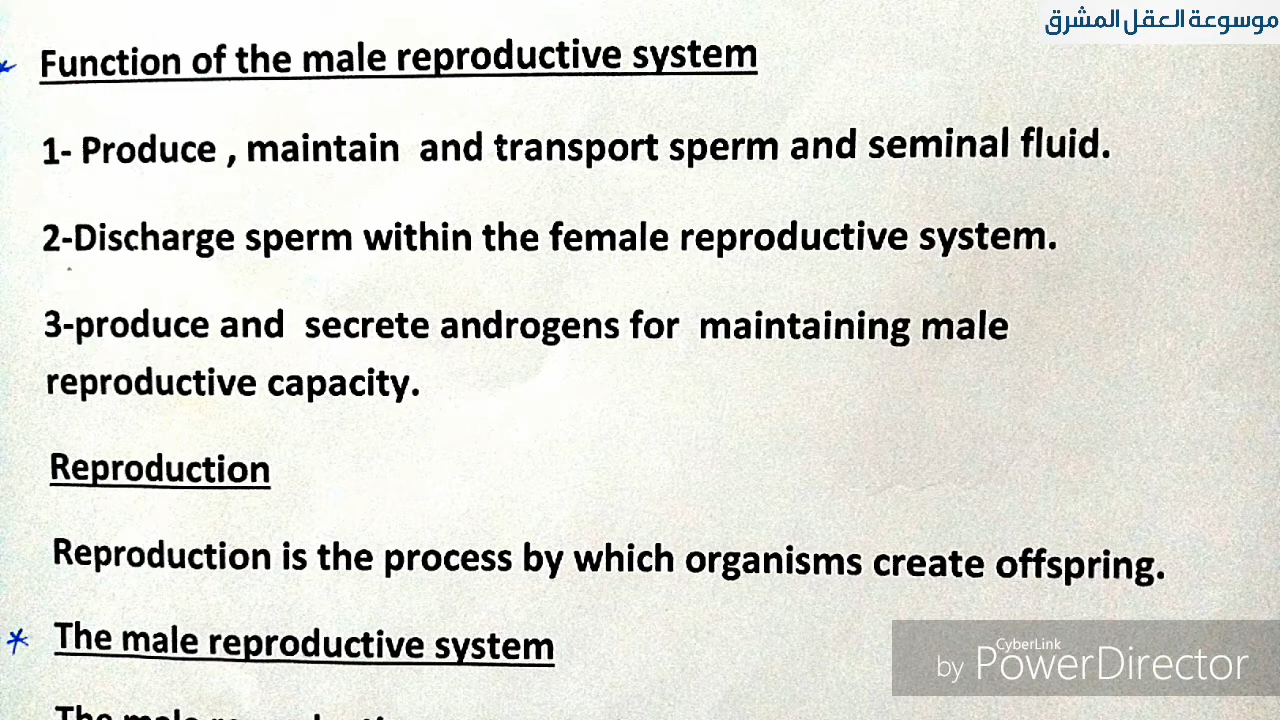 موسوعة العقل المشرق
Function of the male reproductive system
1- Produce , maintain and transport sperm and seminal fluid.
2-Discharge sperm within the female reproductive system.
3-produce and secrete androgens for maintaining male
reproductive capacity.
Reproduction
Reproduction is the process by which organisms create offspring.
* The male reproductive system
CyberLink
by PowerDirector